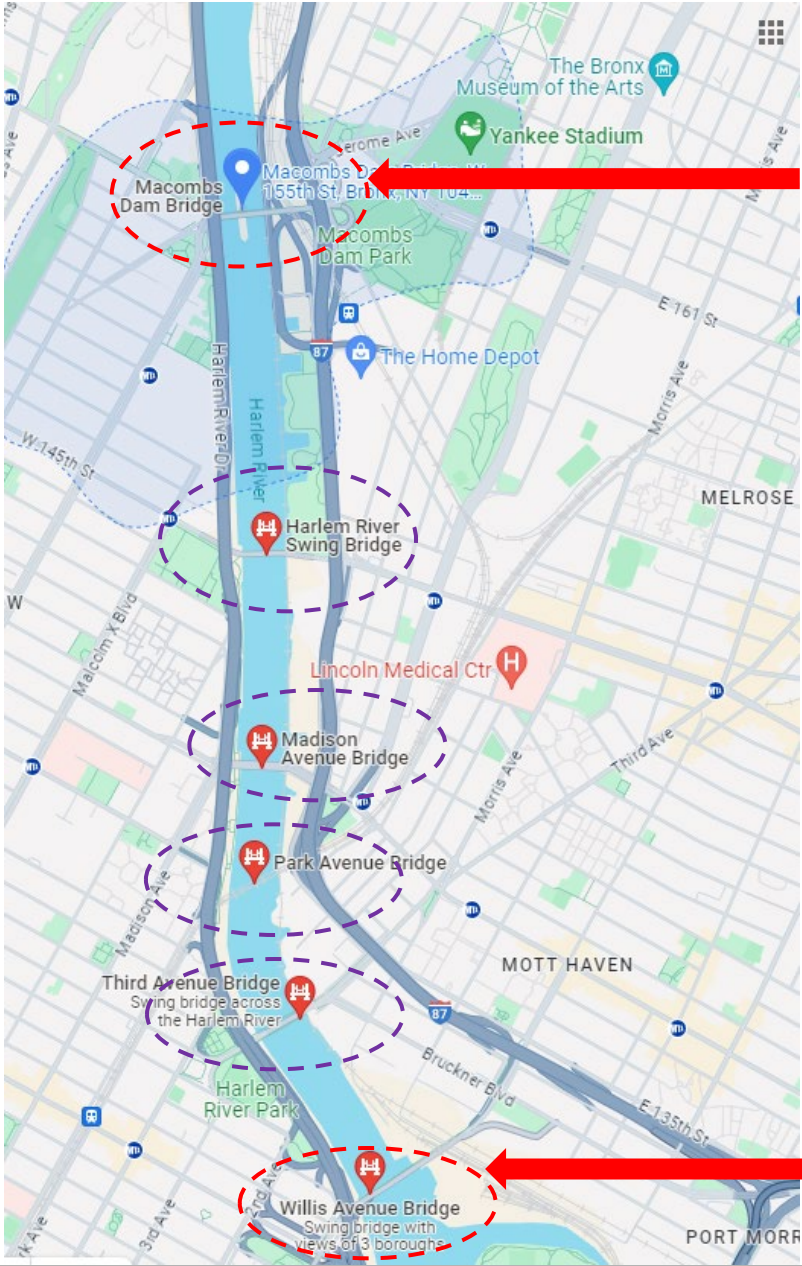 The Bronx
Museum of the Arts
Yankee Stadium
Jerome Ave
Macombs
Dam Bridge
155th St,
NY 104...
Macombs
Dam Park
E 161 St
87
The Home Depot
Morris Ave
Harlem River Dr
Harlem River
W 145th St
MELROSE
Harlem River
Swing Bridge
W
Malcolm X Blvd
Lincoln Medical Ctr
H
Third Ave
Madison
Avenue Bridge
Morris Ave
Park Avenue Bridge
Madison Ave
MOTT HAVEN
Third Avenue Bridge
Swing bridge across
the Harlem River
87
Bruckner Blvd
Harlem
River Park
E 135th St
Willis Avenue Bridge
Swing bridge with
views of 3 boroughs
2nd Ave
3rd Ave
PORT MORR